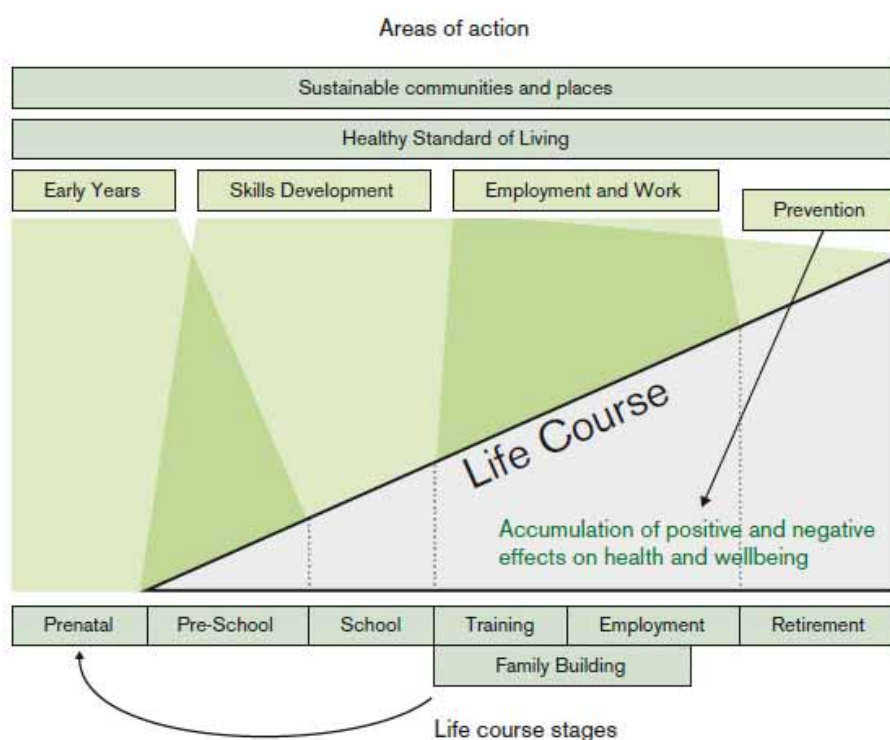 Areas of action
Sustainable communities and places
Healthy Standard of Living
Early Years
Skills Development
Employment and Work
Prevention
Life Course
Accumulation of positive and negative
effects on health and wellbeing
Prenatal
Pre-School
School
Training
Employment
Retirement
Family Building
Life course stages